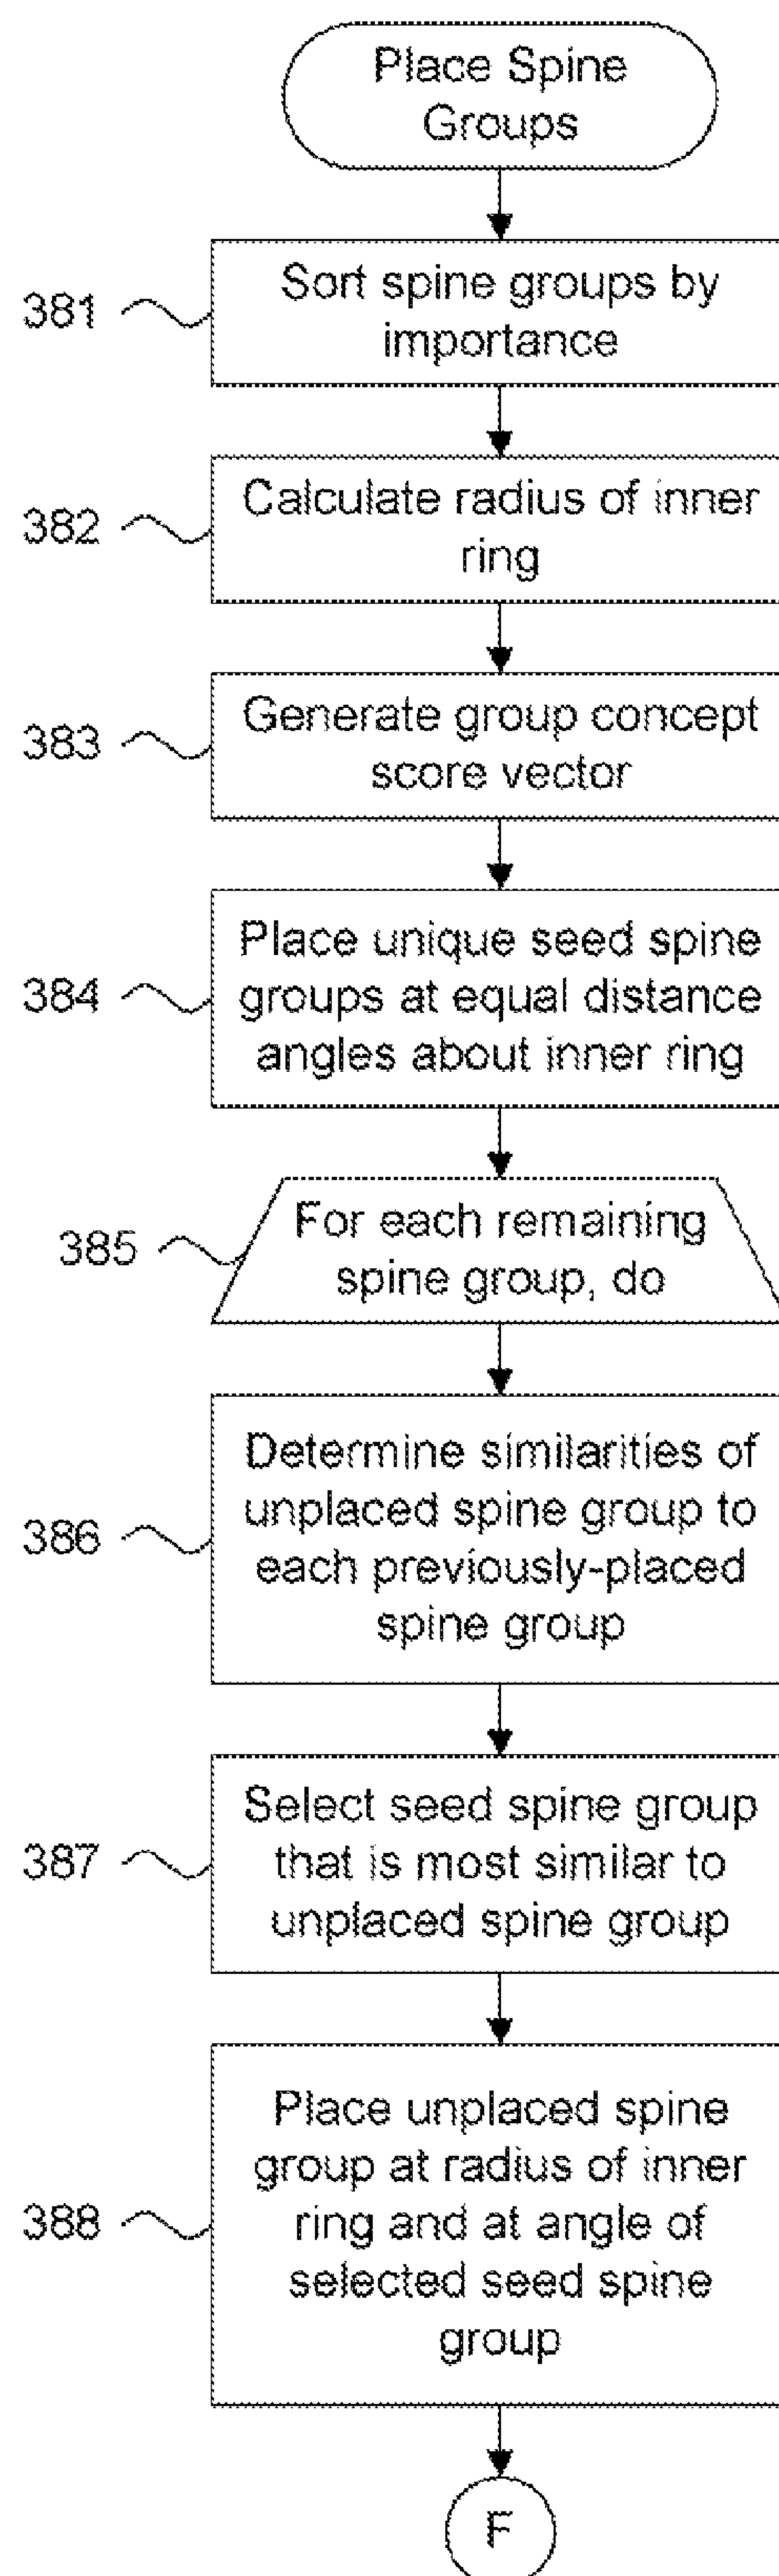 Place Spine
Groups
381
Sort spine groups by
importance
382
Calculate radius of inner
ring
383
Generate group concept
score vector
384
Place unique seed spine
groups at equal distance
angles about inner ring
385
For each remaining
spine group, do
386
Determine similarities of
unplaced spine group to
each previously-placed
spine group
387
Select seed spine group
that is most similar to
unplaced spine group
388
Place unplaced spine
group at radius of inner
ring and at angle of
selected seed spine
group
F